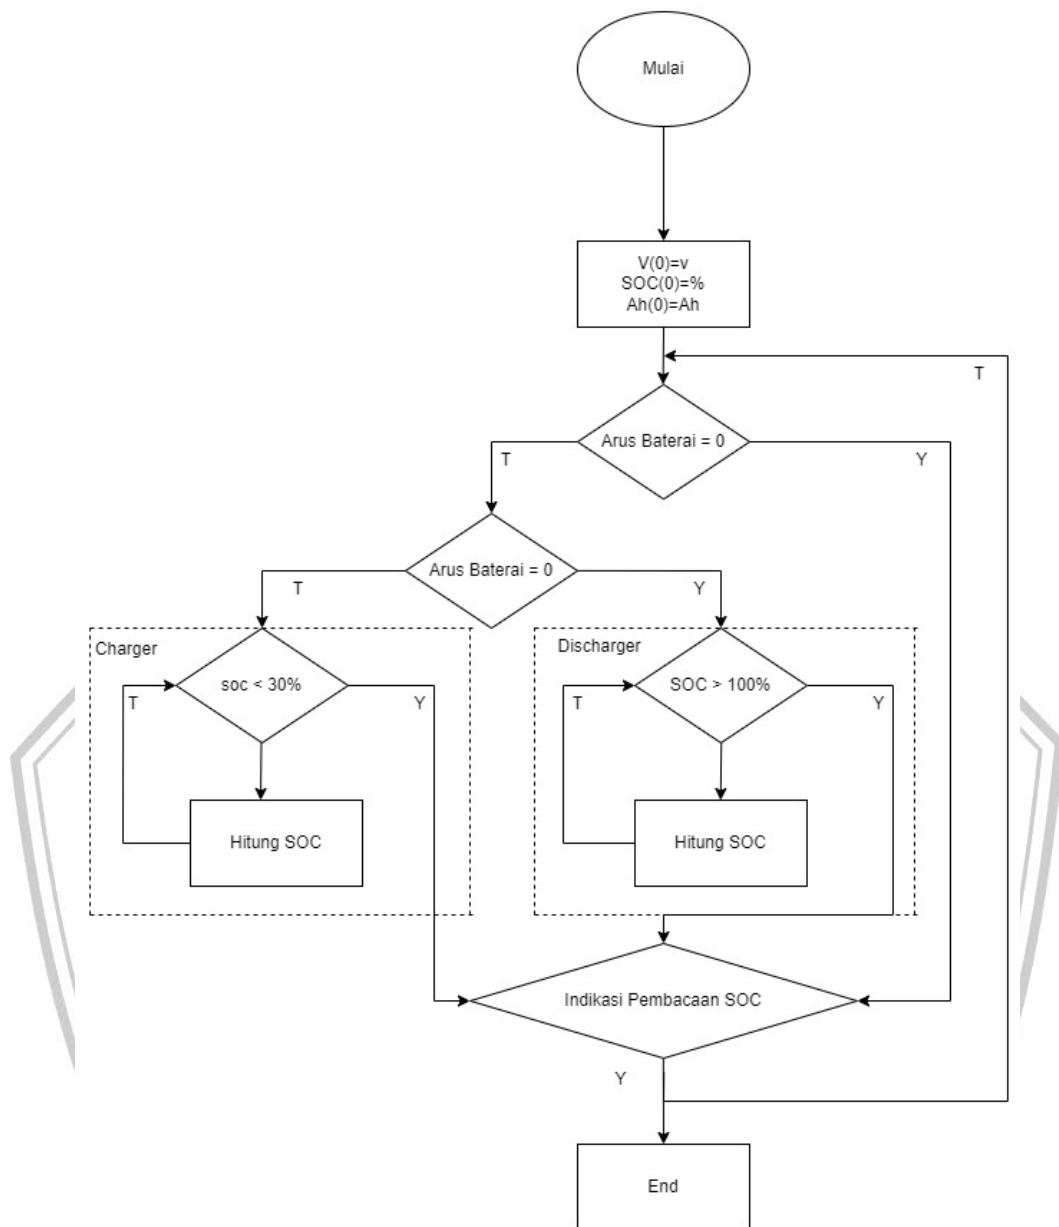 Mulai
V(0)=v
SOC(0)=%
Ah(0)=Ah
T
Arus Baterai = 0
T
Y
Arus Baterai = 0
T
Y
Charger
soc < 30%
T
Y
Hitung SOC
Discharger
SOC > 100%
T
Y
Hitung SOC
Indikasi Pembacaan SOC
Y
End